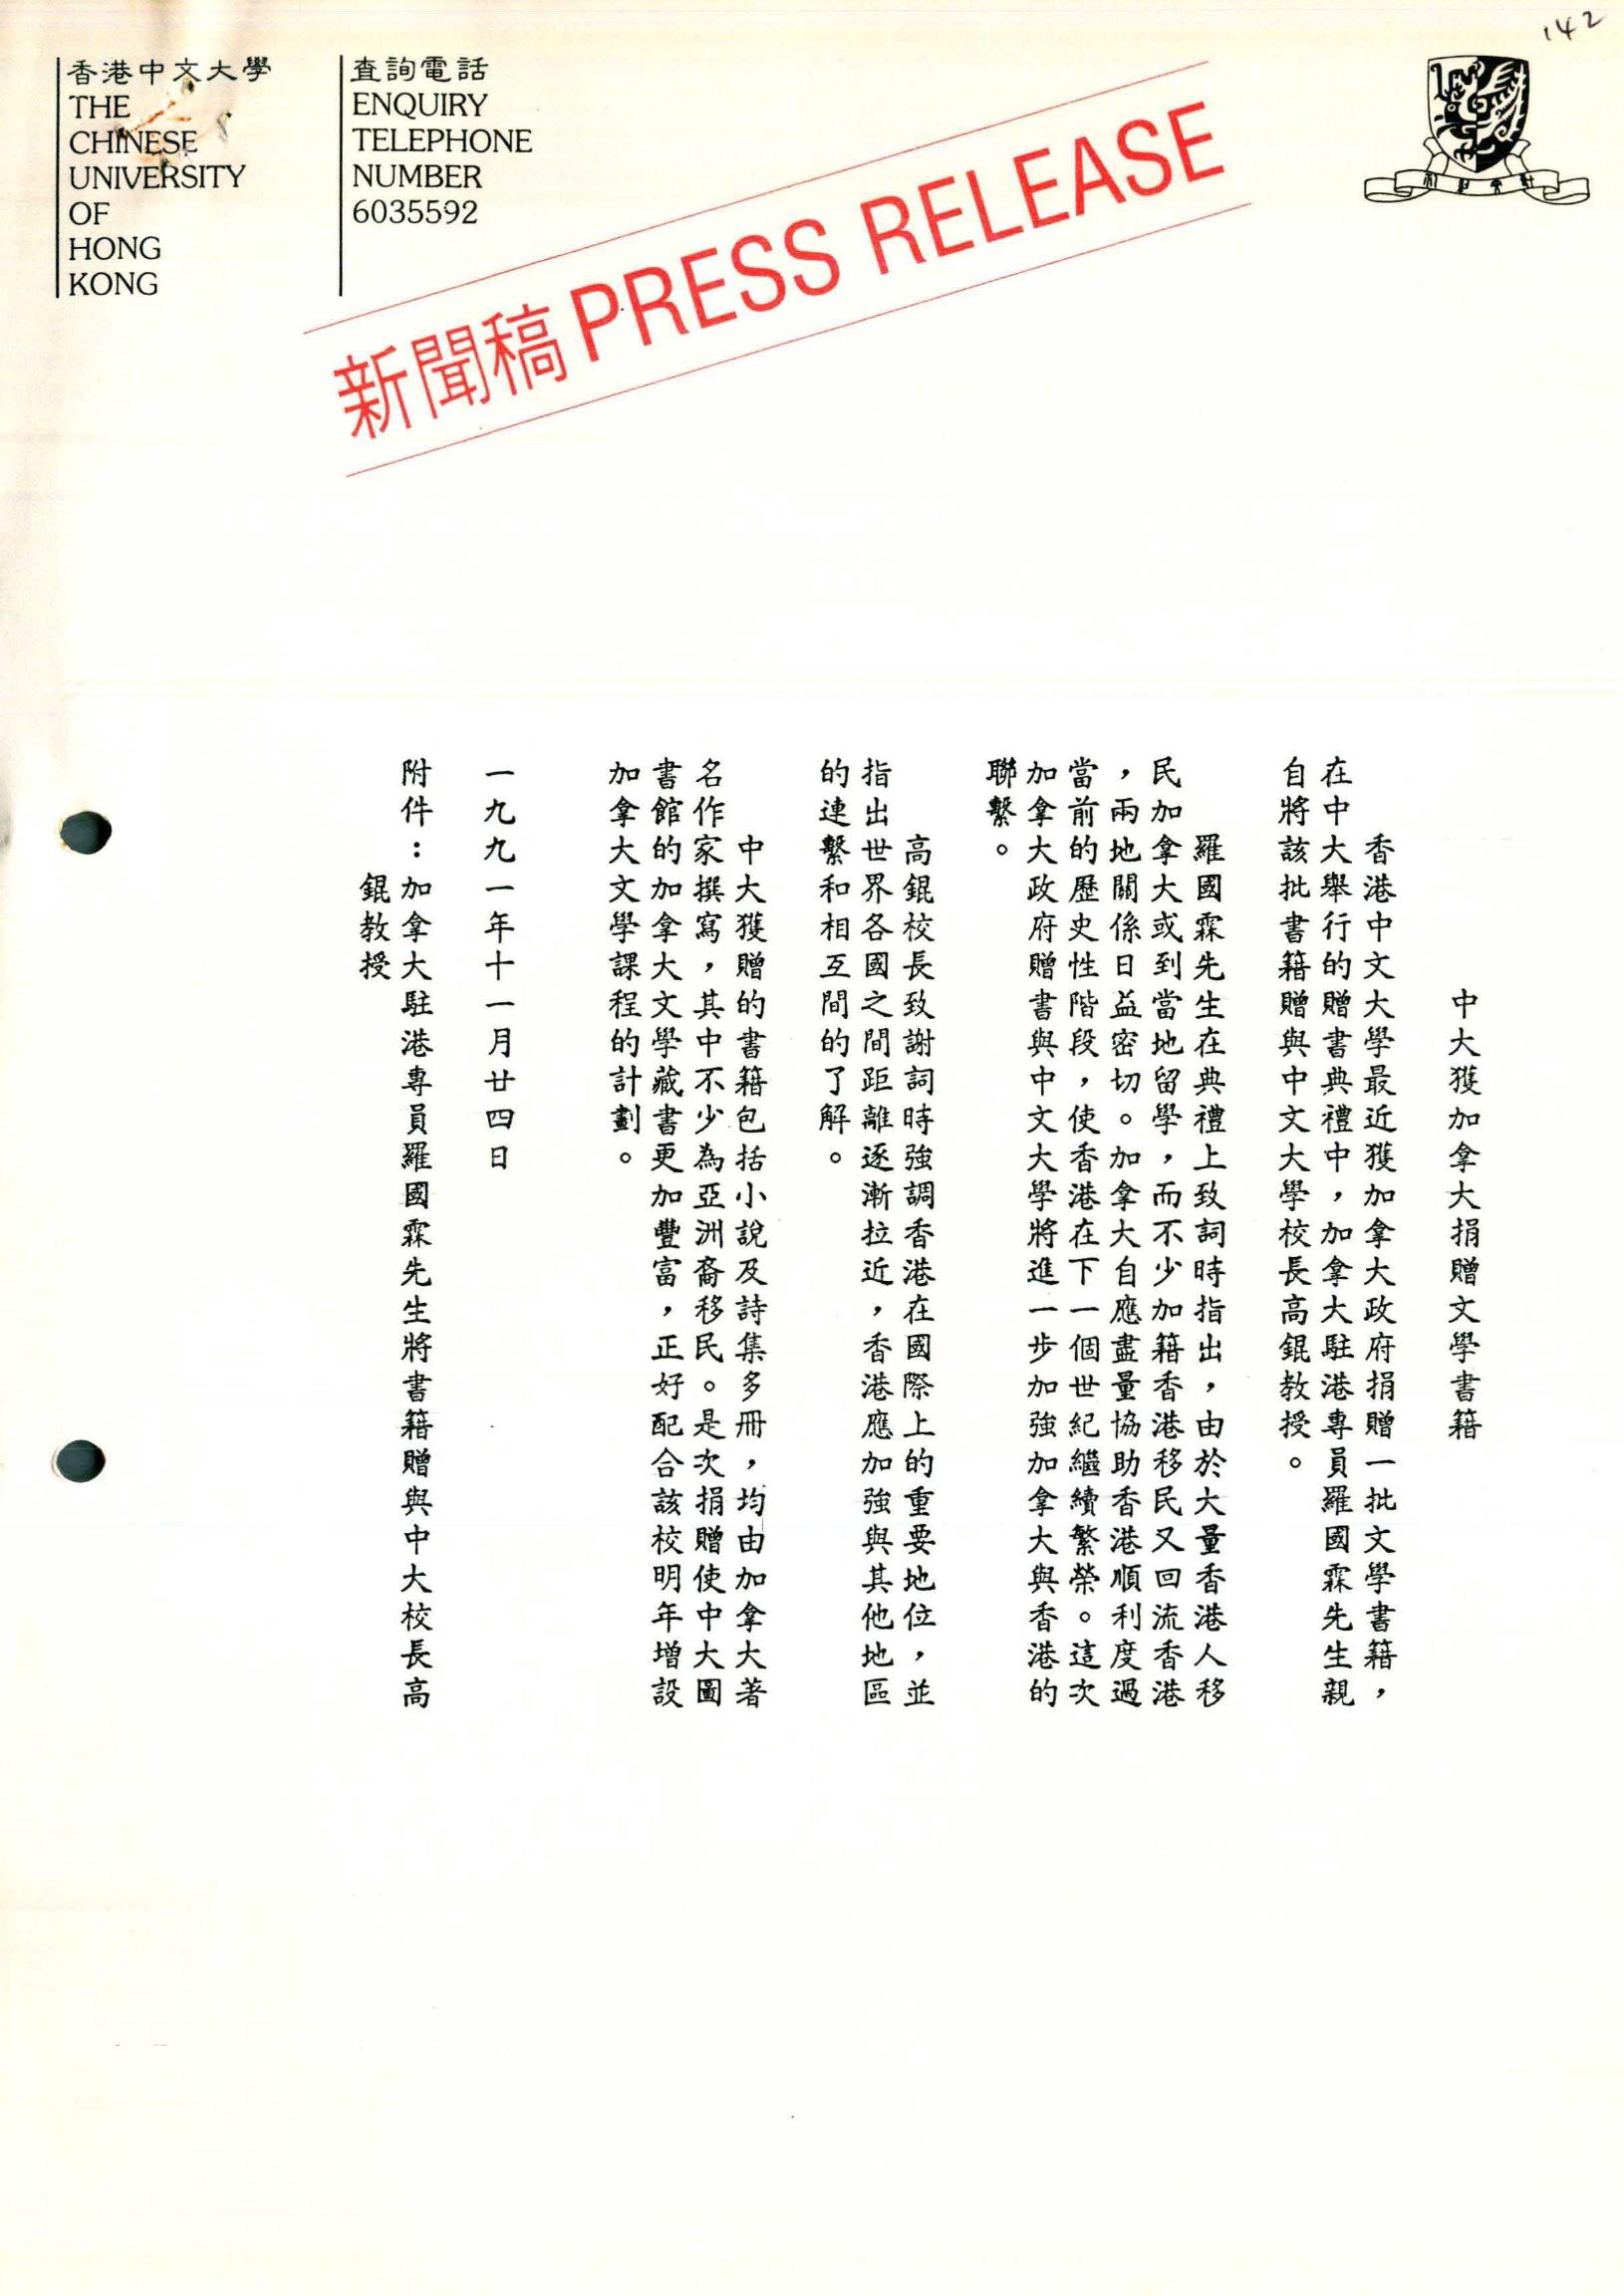 142
香港中文大學
THE
CHINESE
UNIVERSITY
OF
HONG
KONG
查詢電話
ENQUIRY
TELEPHONE
NUMBER
6035592
新聞稿 PRESS RELEASE
中大獲加拿大捐贈文學書籍
香港中文大學最近獲加拿大政府捐贈一批文學書籍，
在中大舉行的贈書典禮中，加拿大駐港專員羅國霖先生親
自將該批書籍贈與中文大學校長高錕教授。
羅國霖先生在典禮上致詞時指出，由於大量香港人移
民加拿大或到當地留學，而不少加籍香港移民又回流香港
，兩地關係日益密切。加拿大自應盡量協助香港順利度過
當前的歷史性階段，使香港在下一個世紀繼續繁榮。這次
加拿大政府贈書與中文大學將進一步加強加拿大與香港的
聯繫。
高錕校長致謝詞時強調香港在國際上的重要地位，並
指出世界各國之間距離逐漸拉近，香港應加強與其他地區
的連繫和相互間的了解。
中大獲贈的書籍包括小說及詩集多冊，均由加拿大著
名作家撰寫，其中不少為亞洲裔移民。是次捐贈使中大圖
書館的加拿大文學藏書更加豐富，正好配合該校明年增設
加拿大文學課程的計劃。
一九九一年十一月廿四日
附件：加拿大駐港專員羅國霖先生將書籍贈與中大校長高
錕教授